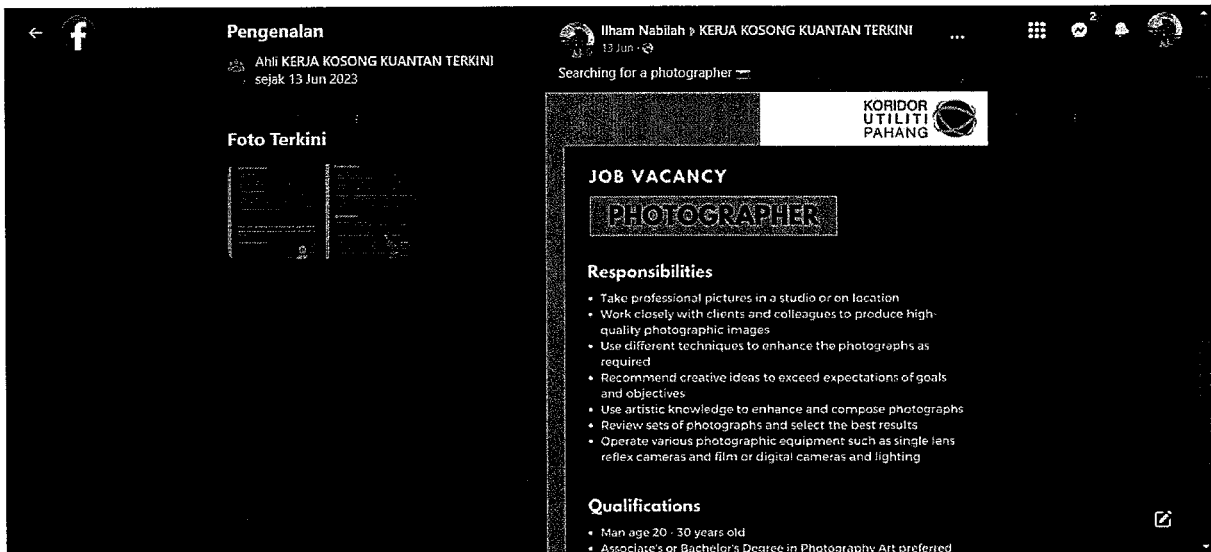 Pengenalan
Ahli KERJA KOSONG KUANTAN TERKINI
sejak 13 Jun 2023
Foto Terkini
Ilham Nabilah ▸ KERJA KOSONG KUANTAN TERKINI
13 Jun ·
...
2
Searching for a photographer
KORIDOR
UTILITI
PAHANG
JOB VACANCY
PHOTOGRAPHER
Responsibilities
• Take professional pictures in a studio or on location
• Work closely with clients and colleagues to produce high-
quality photographic images
• Use different techniques to enhance the photographs as
required
• Recommend creative ideas to exceed expectations of goals
and objectives
• Use artistic knowledge to enhance and compose photographs
• Review sets of photographs and select the best results
• Operate various photographic equipment such as single lens
reflex cameras and film or digital cameras and lighting
Qualifications
• Man age 20 - 30 years old
• Associate's or Bachelor's Degree in Photography Art preferred